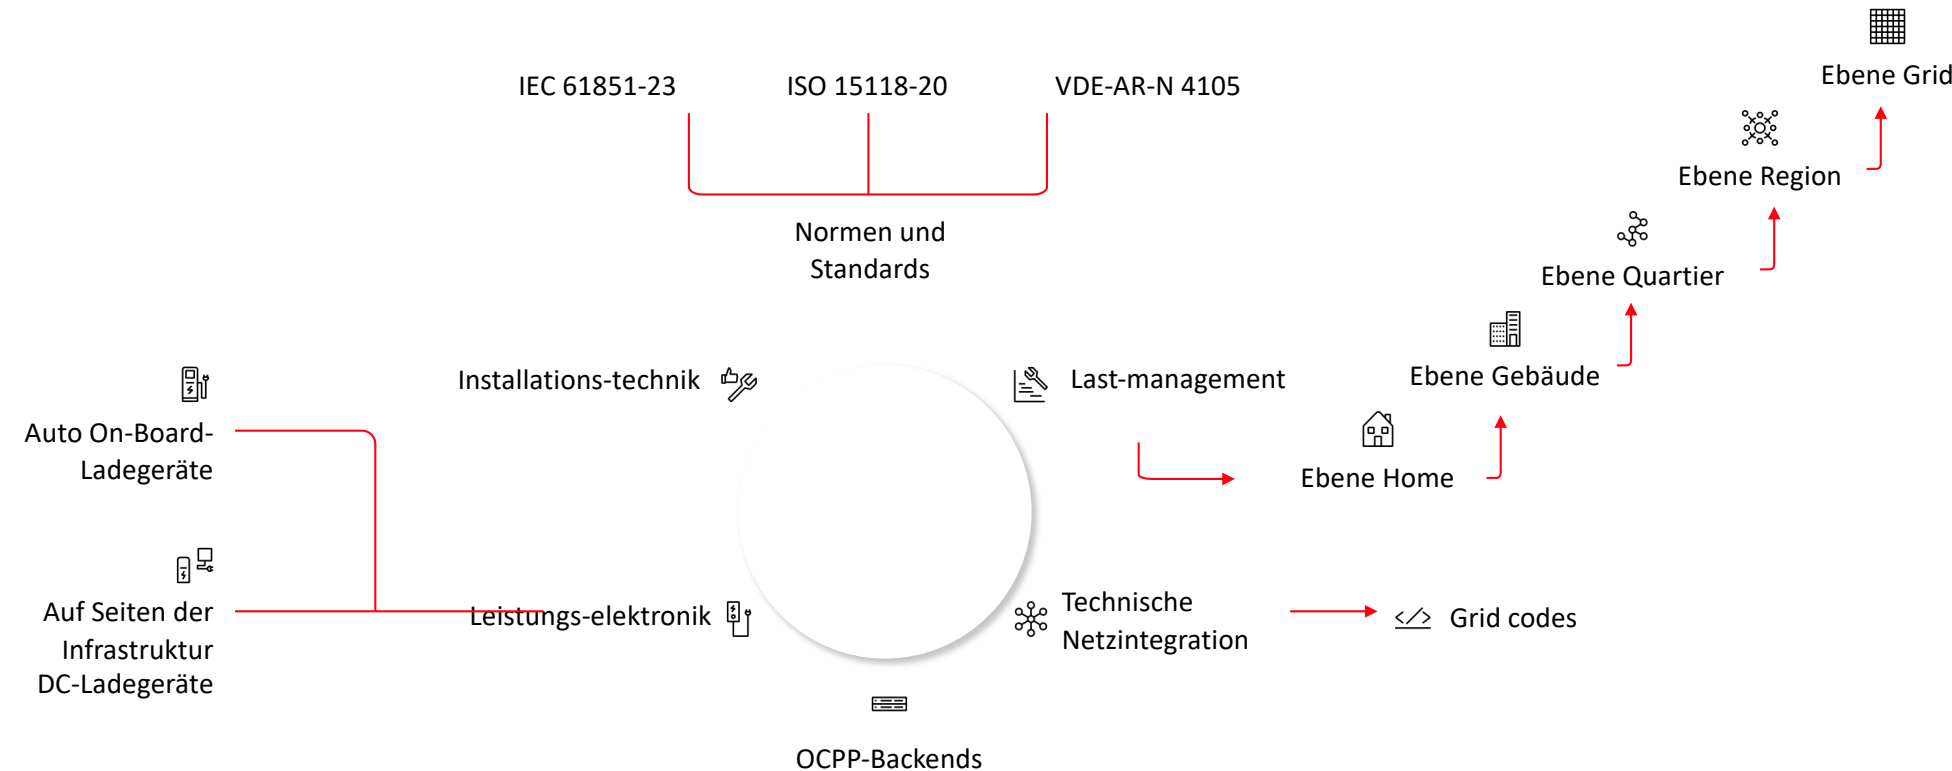 IEC 61851-23
ISO 15118-20
VDE-AR-N 4105
Normen und
Standards
Ebene Grid
Ebene Region
Ebene Quartier
Ebene Gebäude
Ebene Home
Installations-technik
Last-management
Auto On-Board-
Ladegeräte
Auf Seiten der
Infrastruktur
DC-Ladegeräte
Leistungs-elektronik
Technische
Netzintegration
</> Grid codes
OCPP-Backends